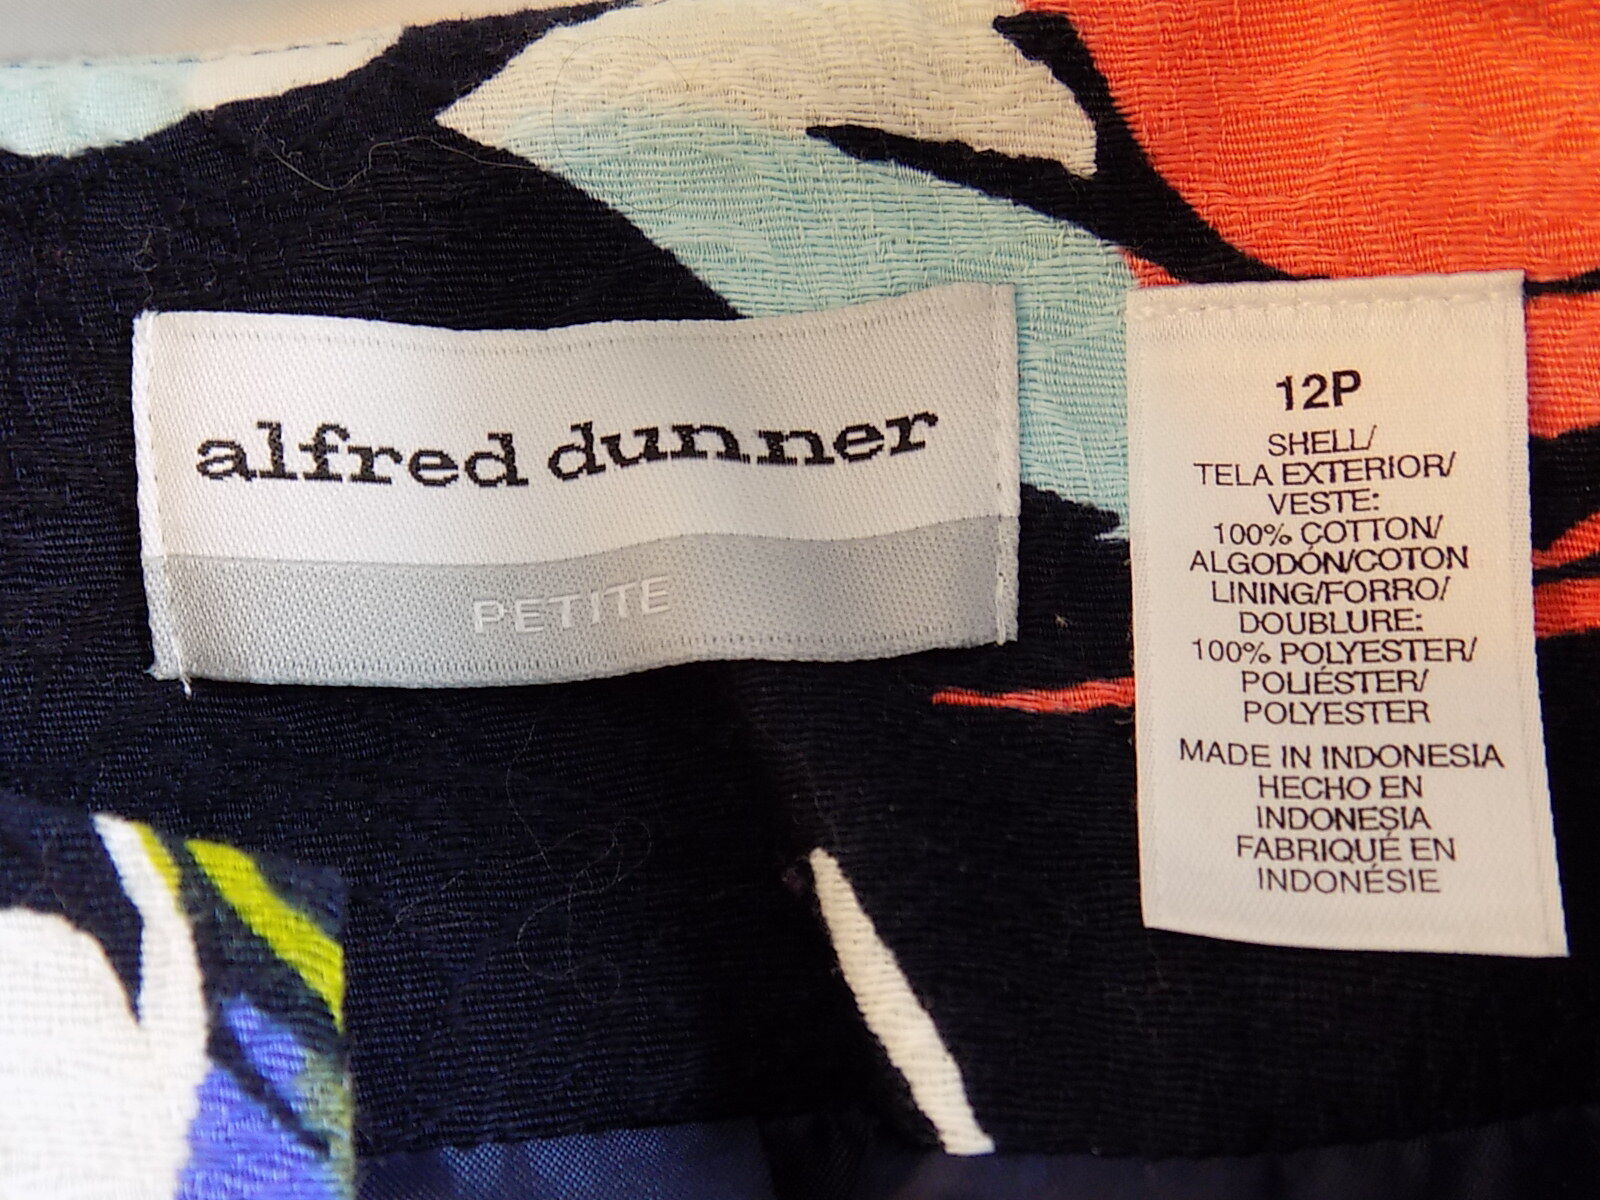 alfred dunner
PETITE
12P
SHELL/
TELA EXTERIOR/
VESTE:
100% COTTON/
ALGODÓN/COTON
LINING/FORRO/
DOUBLURE:
100% POLYESTER/
POLIÉSTER/
POLYESTER
MADE IN INDONESIA
HECHO EN
INDONESIA
FABRIQUÉ EN
INDONÉSIE